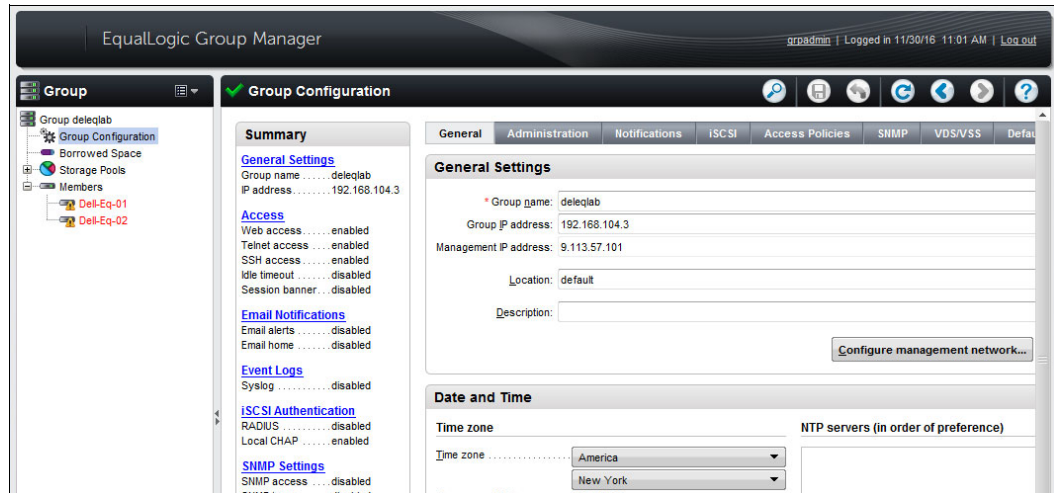 EqualLogic Group Manager
grpadmin | Logged in 11/30/16 11:01 AM | Log out
Group
Group deleqlab
Group Configuration
Borrowed Space
Storage Pools
Members
Dell-Eq-01
Dell-Eq-02
Group Configuration
Summary
General Settings
Group name ......deleqlab
IP address........192.168.104.3
Access
Web access......enabled
Telnet access ....enabled
SSH access.......enabled
Idle timeout .......disabled
Session banner...disabled
Email Notifications
Email alerts ........disabled
Email home .......disabled
Event Logs
Syslog ...........disabled
iSCSI Authentication
RADIUS ..........disabled
Local CHAP ......enabled
SNMP Settings
SNMP access ....disabled
General Administration Notifications iSCSI Access Policies SNMP VDS/VSS Defau
General Settings
* Group name: deleqlab
Group IP address: 192.168.104.3
Management IP address: 9.113.57.101
Location: default
Description:
Configure management network...
Date and Time
Time zone
Time zone ................ America
New York
NTP servers (in order of preference)